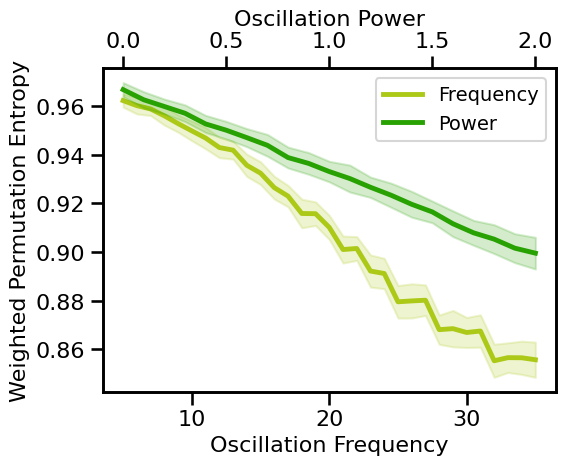 Oscillation Power
0.0 0.5 1.0 1.5 2.0
Weighted Permutation Entropy
0.96
0.94
0.92
0.90
0.88
0.86
Frequency
Power
10 20 30
Oscillation Frequency